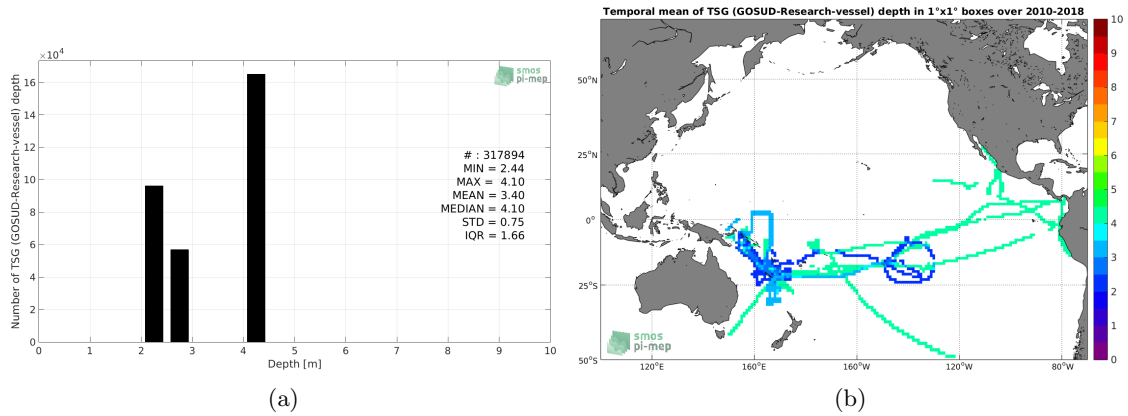 ×10⁴
16
14
12
10
8
6
4
2
0
Number of TSG (GOSUD-Research-vessel) depth
0 1 2 3 4 5 6 7 8 9 10
Depth [m]
smos
pi-mep
# : 317894
MIN = 2.44
MAX = 4.10
MEAN = 3.40
MEDIAN = 4.10
STD = 0.75
IQR = 1.66
(a)
Temporal mean of TSG (GOSUD-Research-vessel) depth in 1°x1° boxes over 2010-2018
50°N
25°N
0°
25°S
50°S
120°E 160°E 160°W 120°W 80°W
smos
pi-mep
10
9
8
7
6
5
4
3
2
1
0
(b)